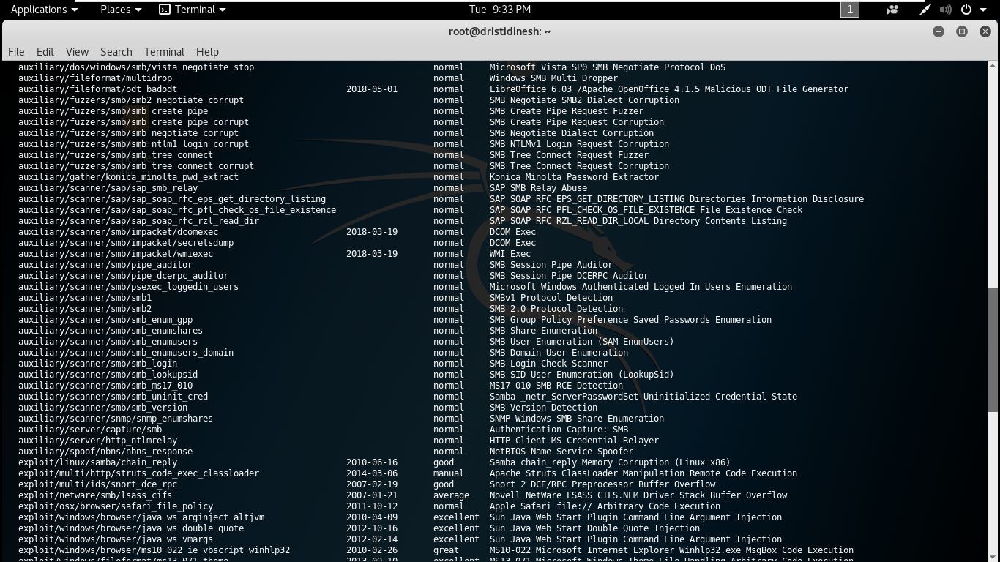 Applications Places Terminal Tue 9:33 PM 1
root@dristidinesh: ~
File Edit View Search Terminal Help
auxiliary/dos/windows/smb/vista_negotiate_stop normal Microsoft Vista SP0 SMB Negotiate Protocol DoS
auxiliary/fileformat/multidrop normal Windows SMB Multi Dropper
auxiliary/fileformat/odt_badodt 2018-05-01 normal LibreOffice 6.03 /Apache OpenOffice 4.1.5 Malicious ODT File Generator
auxiliary/fuzzers/smb/smb2_negotiate_corrupt normal SMB Negotiate SMB2 Dialect Corruption
auxiliary/fuzzers/smb/smb_create_pipe normal SMB Create Pipe Request Fuzzer
auxiliary/fuzzers/smb/smb_create_pipe_corrupt normal SMB Create Pipe Request Corruption
auxiliary/fuzzers/smb/smb_negotiate_corrupt normal SMB Negotiate Dialect Corruption
auxiliary/fuzzers/smb/smb_ntlm1_login_corrupt normal SMB NTLMv1 Login Request Corruption
auxiliary/fuzzers/smb/smb_tree_connect normal SMB Tree Connect Request Fuzzer
auxiliary/fuzzers/smb/smb_tree_connect_corrupt normal SMB Tree Connect Request Corruption
auxiliary/gather/konica_minolta_pwd_extract normal Konica Minolta Password Extractor
auxiliary/scanner/sap/sap_smb_relay normal SAP SMB Relay Abuse
auxiliary/scanner/sap/sap_soap_rfc_eps_get_directory_listing normal SAP SOAP RFC EPS_GET_DIRECTORY_LISTING Directories Information Disclosure
auxiliary/scanner/sap/sap_soap_rfc_pfl_check_os_file_existence normal SAP SOAP RFC PFL_CHECK_OS_FILE_EXISTENCE File Existence Check
auxiliary/scanner/sap/sap_soap_rfc_rzl_read_dir normal SAP SOAP RFC RZL_READ_DIR_LOCAL Directory Contents Listing
auxiliary/scanner/smb/impacket/dcomexec 2018-03-19 normal DCOM Exec
auxiliary/scanner/smb/impacket/secretsdump normal DCOM Exec
auxiliary/scanner/smb/impacket/wmiexec 2018-03-19 normal WMI Exec
auxiliary/scanner/smb/pipe_auditor normal SMB Session Pipe Auditor
auxiliary/scanner/smb/pipe_dcerpc_auditor normal SMB Session Pipe DCERPC Auditor
auxiliary/scanner/smb/psexec_loggedin_users normal Microsoft Windows Authenticated Logged In Users Enumeration
auxiliary/scanner/smb/smb1 normal SMBv1 Protocol Detection
auxiliary/scanner/smb/smb2 normal SMB 2.0 Protocol Detection
auxiliary/scanner/smb/smb_enum_gpp normal SMB Group Policy Preference Saved Passwords Enumeration
auxiliary/scanner/smb/smb_enumshares normal SMB Share Enumeration
auxiliary/scanner/smb/smb_enumusers normal SMB User Enumeration (SAM EnumUsers)
auxiliary/scanner/smb/smb_enumusers_domain normal SMB Domain User Enumeration
auxiliary/scanner/smb/smb_login normal SMB Login Check Scanner
auxiliary/scanner/smb/smb_lookupsid normal SMB SID User Enumeration (LookupSid)
auxiliary/scanner/smb/smb_ms17_010 normal MS17-010 SMB RCE Detection
auxiliary/scanner/smb/smb_uninit_cred normal Samba _netr_ServerPasswordSet Uninitialized Credential State
auxiliary/scanner/smb/smb_version normal SMB Version Detection
auxiliary/scanner/snmp/snmp_enumshares normal SNMP Windows SMB Share Enumeration
auxiliary/server/capture/smb normal Authentication Capture: SMB
auxiliary/server/http_ntlmrelay normal HTTP Client MS Credential Relayer
auxiliary/spoof/nbns/nbns_response normal NetBIOS Name Service Spoofer
exploit/linux/samba/chain_reply 2010-06-16 good Samba chain_reply Memory Corruption (Linux x86)
exploit/multi/http/struts_code_exec_classloader 2014-03-06 manual Apache Struts ClassLoader Manipulation Remote Code Execution
exploit/multi/ids/snort_dce_rpc 2007-02-19 good Snort 2 DCE/RPC Preprocessor Buffer Overflow
exploit/netware/smb/lsass_cifs 2007-01-21 average Novell NetWare LSASS CIFS.NLM Driver Stack Buffer Overflow
exploit/osx/browser/safari_file_policy 2011-10-12 normal Apple Safari file:// Arbitrary Code Execution
exploit/windows/browser/java_ws_arginject_altjvm 2010-04-09 excellent Sun Java Web Start Plugin Command Line Argument Injection
exploit/windows/browser/java_ws_double_quote 2012-10-16 excellent Sun Java Web Start Double Quote Injection
exploit/windows/browser/java_ws_vmargs 2012-02-14 excellent Sun Java Web Start Plugin Command Line Argument Injection
exploit/windows/browser/ms10_022_ie_vbscript_winhlp32 2010-02-26 great MS10-022 Microsoft Internet Explorer Winhlp32.exe MsgBox Code Execution
exploit/windows/fileformat/ms13_071_theme 2013-09-10 excellent MS13-071 Microsoft Windows Theme File Handling Arbitrary Code Execution